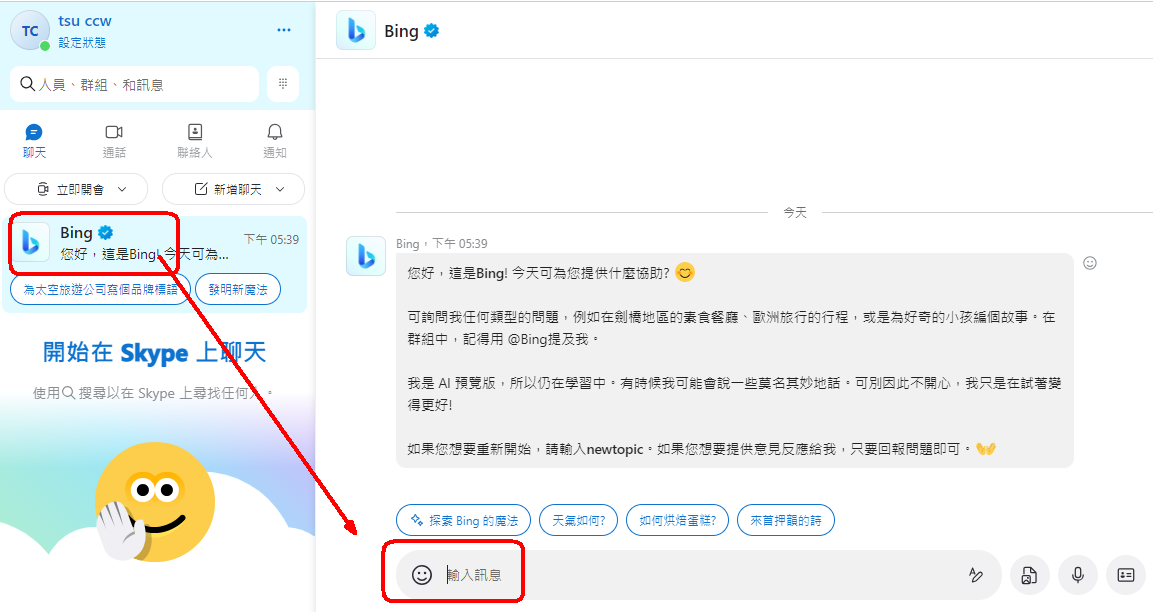 TC
tsu ccw
設定狀態
人員、群組、和訊息
聊天
通話
聯絡人
通知
立即開會
新增聊天
Bing
下午 05:39
您好，這是Bing! 今天可為...
為太空旅遊公司寫個品牌標語
發明新魔法
開始在 Skype 上聊天
使用 搜尋以在 Skype 上尋找任何人。
Bing
今天
Bing，下午 05:39
您好，這是Bing! 今天可為您提供什麼協助? 😊
可詢問我任何類型的問題，例如在劍橋地區的素食餐廳、歐洲旅行的行程，或是為好奇的小孩編個故事。在
群組中，記得用 @Bing提及我。
我是 AI 預覽版，所以仍在學習中。有時候我可能會說一些莫名其妙地話。可別因此不開心，我只是在試著變
得更好!
如果您想要重新開始，請輸入newtopic。如果您想要提供意見反應給我，只要回報問題即可。👐
探索 Bing 的魔法
天氣如何?
如何烘焙蛋糕?
來首押韻的詩
輸入訊息